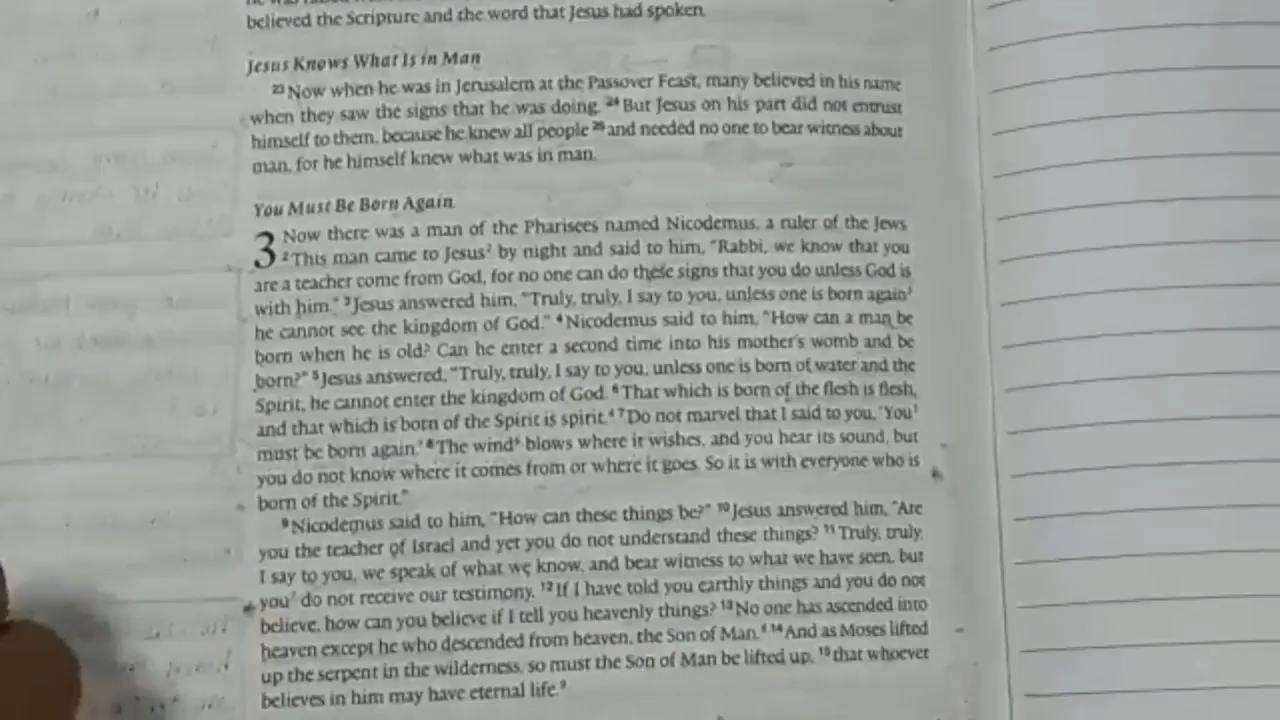 believed the Scripture and the word that Jesus had spoken.
Jesus Knows What Is in Man
23 Now when he was in Jerusalem at the Passover Feast, many believed in his name
when they saw the signs that he was doing. 24 But Jesus on his part did not entrust
himself to them, because he knew all people 25 and needed no one to bear witness about
man, for he himself knew what was in man.
You Must Be Born Again
3 Now there was a man of the Pharisees named Nicodemus, a ruler of the Jews.
2 This man came to Jesus2 by night and said to him, "Rabbi, we know that you
are a teacher come from God, for no one can do these signs that you do unless God is
with him." 3 Jesus answered him, "Truly, truly, I say to you, unless one is born again3
he cannot see the kingdom of God." 4 Nicodemus said to him, "How can a man be
born when he is old? Can he enter a second time into his mother's womb and be
born?" 5 Jesus answered, "Truly, truly, I say to you, unless one is born of water and the
Spirit, he cannot enter the kingdom of God. 6 That which is born of the flesh is flesh,
and that which is born of the Spirit is spirit.4 7 Do not marvel that I said to you, 'You5
must be born again.' 8 The wind6 blows where it wishes, and you hear its sound, but
you do not know where it comes from or where it goes. So it is with everyone who is
born of the Spirit."
9 Nicodemus said to him, "How can these things be?" 10 Jesus answered him, "Are
you the teacher of Israel and yet you do not understand these things? 11 Truly, truly,
I say to you, we speak of what we know, and bear witness to what we have seen, but
you7 do not receive our testimony. 12 If I have told you earthly things and you do not
believe, how can you believe if I tell you heavenly things? 13 No one has ascended into
heaven except he who descended from heaven, the Son of Man.8 14 And as Moses lifted
up the serpent in the wilderness, so must the Son of Man be lifted up, 15 that whoever
believes in him may have eternal life.9